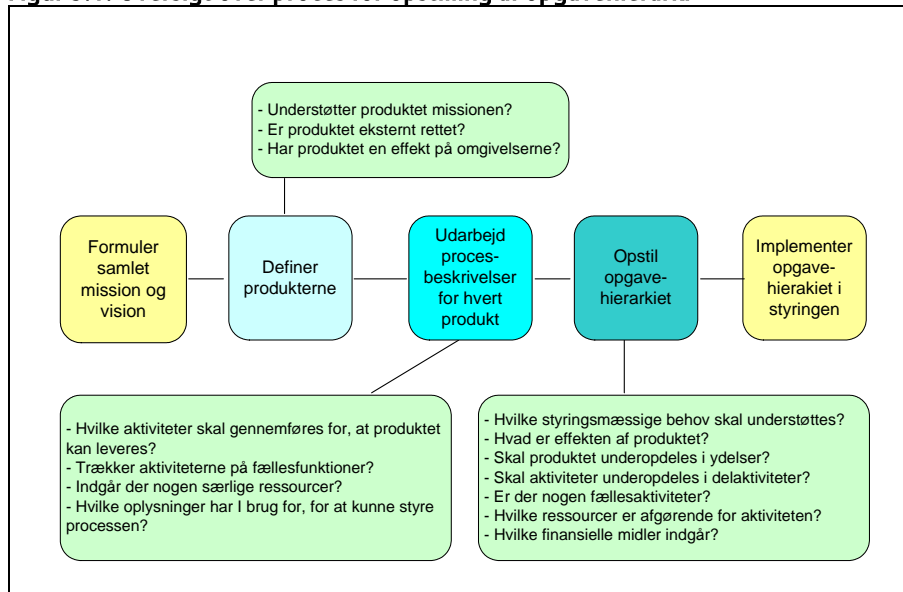 - Understøtter produktet missionen?
- Er produktet eksternt rettet?
- Har produktet en effekt på omgivelserne?
Formuler
samlet
mission og
vision
Definer
produkterne
Udarbejd
proces-
beskrivelser
for hvert
produkt
Opstil
opgave-
hierarkiet
Implementer
opgave-
hierakiet i
styringen
- Hvilke aktiviteter skal gennemføres for, at produktet
kan leveres?
- Trækker aktiviteterne på fællesfunktioner?
- Indgår der nogen særlige ressourcer?
- Hvilke oplysninger har I brug for, for at kunne styre
processen?
- Hvilke styringsmæssige behov skal understøttes?
- Hvad er effekten af produktet?
- Skal produktet underopdeles i ydelser?
- Skal aktiviteter underopdeles i delaktiviteter?
- Er der nogen fællesaktiviteter?
- Hvilke ressourcer er afgørende for aktiviteten?
- Hvilke finansielle midler indgår?